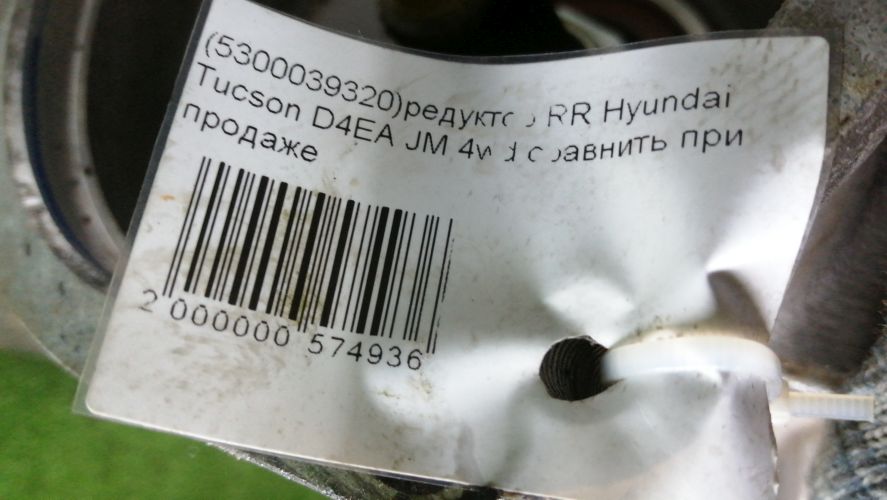 (5300039320)редуктор RR Hyundai
Tucson D4EA JM 4wd сравнить при
продаже
2 000000 574936